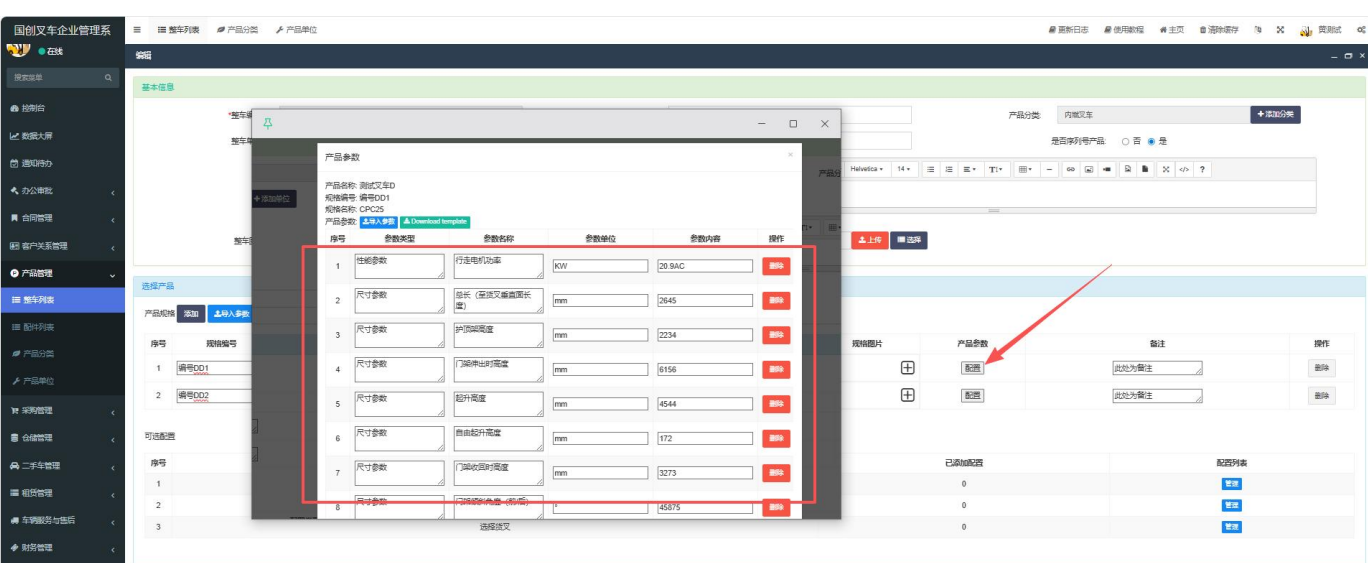 国创叉车企业管理系
整车列表 产品分类 产品单位
更新日志 使用教程 主页 清除缓存 黄测试
在线
编辑
搜索菜单
基本信息
控制台
数据大屏
通知待办
办公审批
合同管理
客户关系管理
产品管理
整车列表
配件列表
产品分类
产品单位
采购管理
仓储管理
二手车管理
租赁管理
车辆服务与售后
财务管理
产品分类: 内燃叉车 +添加分类
是否序列号产品: 否 是
Helvetica 14
上传 选择
+添加单位
产品参数
产品名称: 测试叉车D
规格编号: 编号DD1
规格名称: CPC25
产品参数: 导入参数 Download template
序号 参数类型 参数名称 参数单位 参数内容 操作
1 性能参数 行走电机功率 KW 20.9AC 删除
2 尺寸参数 总长（至货叉垂直面长度） mm 2645 删除
3 尺寸参数 护顶架高度 mm 2234 删除
4 尺寸参数 门架伸出时高度 mm 6156 删除
5 尺寸参数 起升高度 mm 4544 删除
6 尺寸参数 自由起升高度 mm 172 删除
7 尺寸参数 门架收回时高度 mm 3273 删除
8 尺寸参数 门架倾斜角度（前/后） ° 45875 删除
选择产品
产品规格 添加 导入参数
序号 规格编号 规格图片 产品参数 备注 操作
1 编号DD1 配置 此处为备注 删除
2 编号DD2 配置 此处为备注 删除
可选配置
序号 已添加配置 配置列表
1 0 管理
2 0 管理
3 选择货叉 0 管理